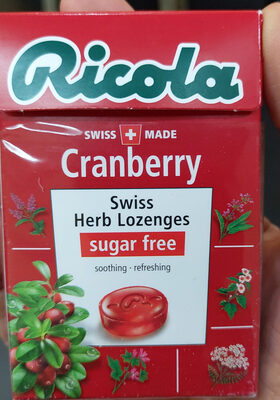 Ricola
SWISS MADE
Cranberry
Swiss
Herb Lozenges
sugar free
soothing · refreshing